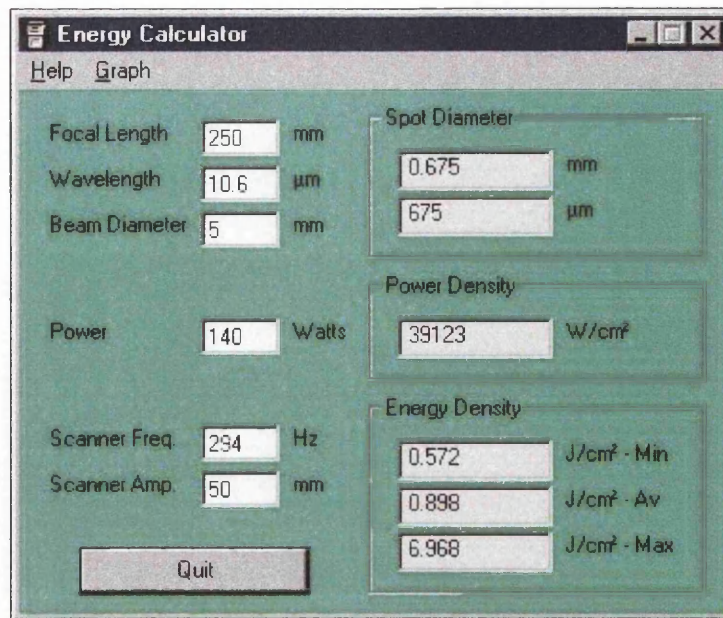 Energy Calculator
Help Graph
Focal Length 250 mm
Wavelength 10.6 µm
Beam Diameter 5 mm
Power 140 Watts
Scanner Freq. 294 Hz
Scanner Amp. 50 mm
Quit
Spot Diameter
0.675 mm
675 µm
Power Density
39123 W/cm²
Energy Density
0.572 J/cm² - Min
0.898 J/cm² - Av
6.968 J/cm² - Max